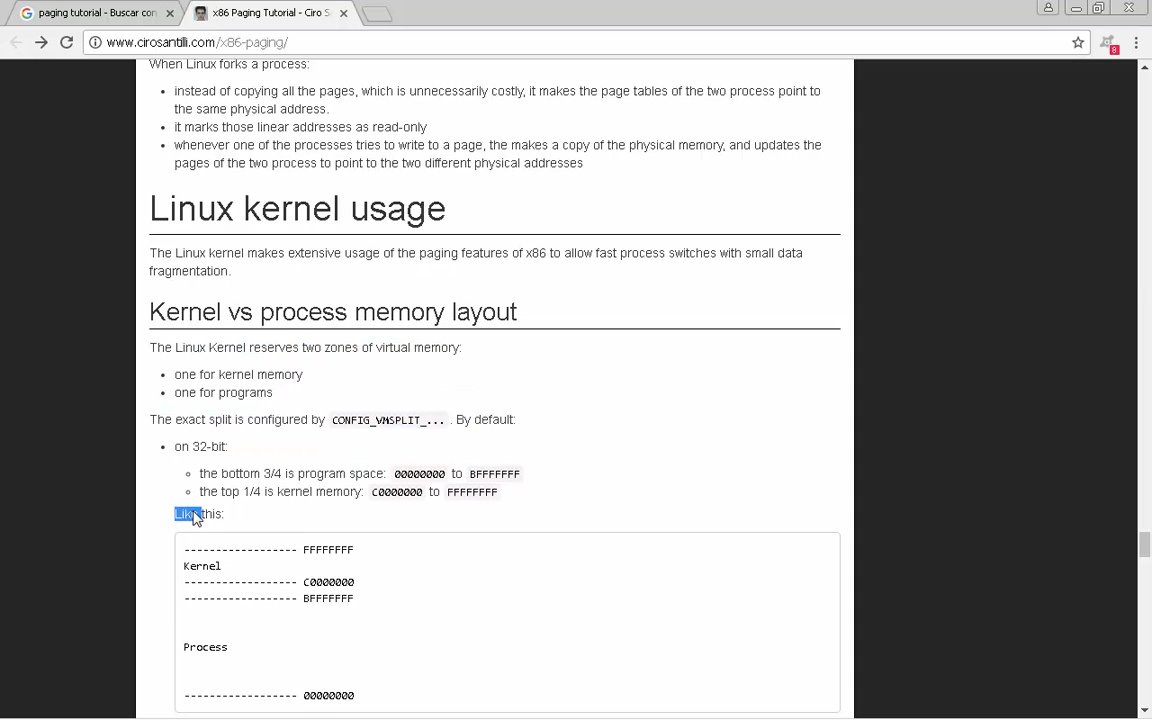 paging tutorial - Buscar con
x86 Paging Tutorial - Ciro S
www.cirosantilli.com/x86-paging/
8
When Linux forks a process:
instead of copying all the pages, which is unnecessarily costly, it makes the page tables of the two process point to
the same physical address.
it marks those linear addresses as read-only
whenever one of the processes tries to write to a page, the makes a copy of the physical memory, and updates the
pages of the two process to point to the two different physical addresses
Linux kernel usage
The Linux kernel makes extensive usage of the paging features of x86 to allow fast process switches with small data
fragmentation.
Kernel vs process memory layout
The Linux Kernel reserves two zones of virtual memory:
one for kernel memory
one for programs
The exact split is configured by CONFIG_VMSPLIT_... . By default:
on 32-bit:
the bottom 3/4 is program space: 00000000 to BFFFFFFF
the top 1/4 is kernel memory: C0000000 to FFFFFFFF
Like this:
------------------ FFFFFFFF
Kernel
------------------ C0000000
------------------ BFFFFFFF
Process
------------------ 00000000